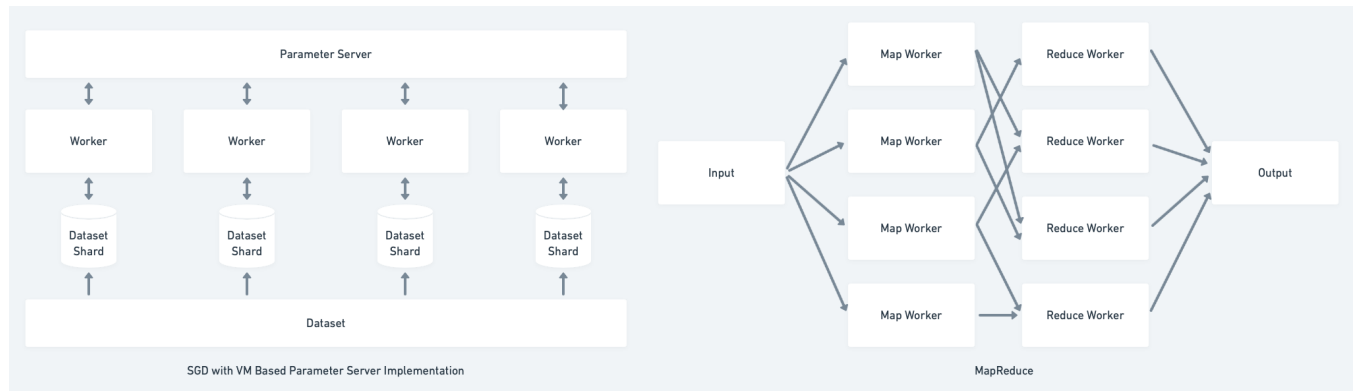 Parameter Server
Worker
Worker
Worker
Worker
Dataset
Shard
Dataset
Shard
Dataset
Shard
Dataset
Shard
Dataset
SGD with VM Based Parameter Server Implementation
Input
Map Worker
Map Worker
Map Worker
Map Worker
Reduce Worker
Reduce Worker
Reduce Worker
Reduce Worker
Output
MapReduce